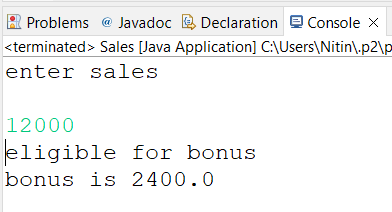 Problems @ Javadoc Declaration Console ×
<terminated> Sales [Java Application] C:\Users\Nitin\.p2\p
enter sales
12000
eligible for bonus
bonus is 2400.0